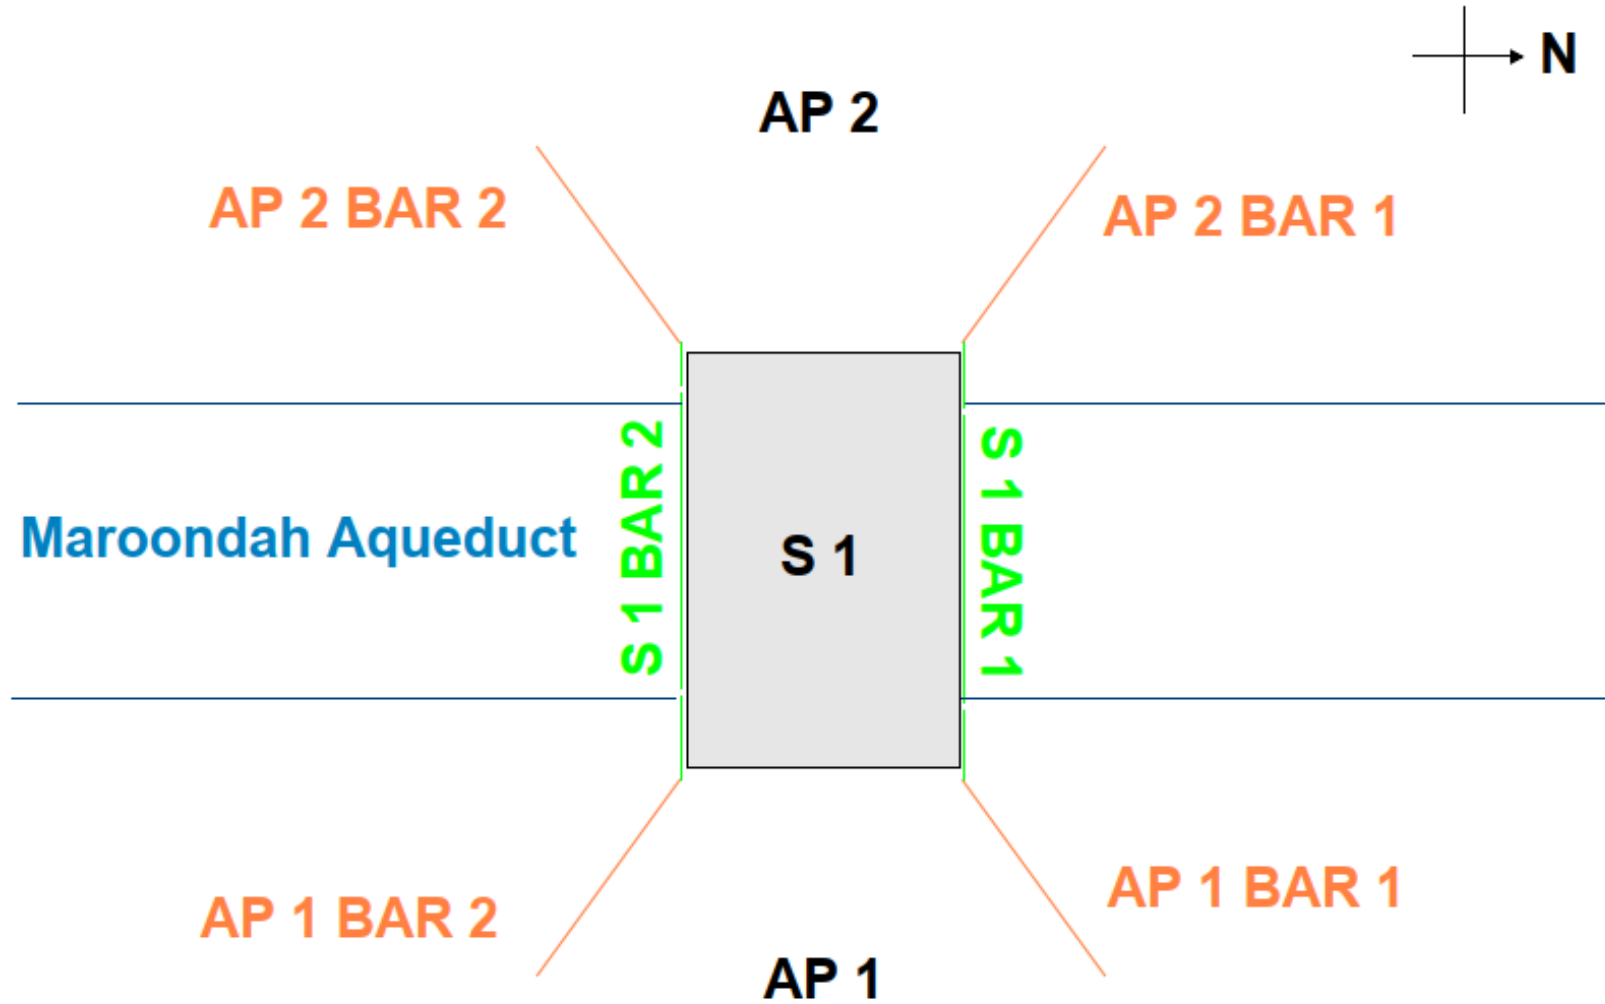 N
AP 2
AP 2 BAR 2
AP 2 BAR 1
S 1 BAR 2
S 1 BAR 1
Maroondah Aqueduct
S 1
AP 1 BAR 2
AP 1 BAR 1
AP 1